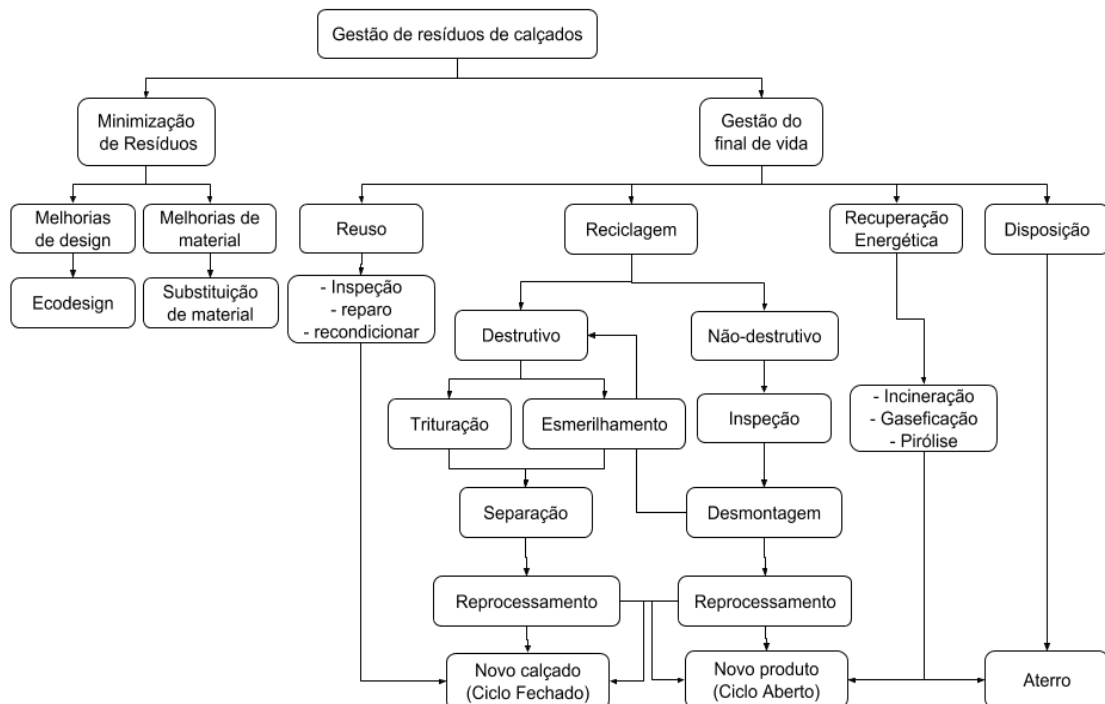 Gestão de resíduos de calçados
Minimização
de Resíduos
Gestão do
final de vida
Melhorias
de design
Melhorias de
material
Reuso
Reciclagem
Recuperação
Energética
Disposição
Ecodesign
Substituição
de material
- Inspeção
- reparo
- recondicionar
Destrutivo
Não-destrutivo
Trituração
Esmerilhamento
Inspeção
- Incineração
- Gaseficação
- Pirólise
Separação
Desmontagem
Reprocessamento
Reprocessamento
Novo calçado
(Ciclo Fechado)
Novo produto
(Ciclo Aberto)
Aterro